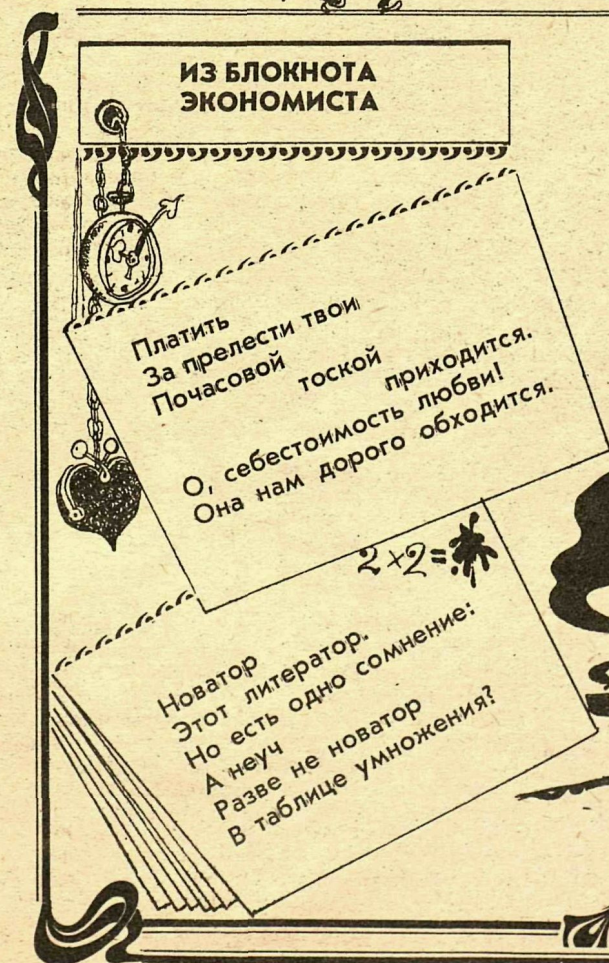 ИЗ БЛОКНОТА
ЭКОНОМИСТА
Платить
За прелести твои
Почасовой
тоской
приходится.
О, себестоимость любви!
Она нам дорого обходится.
2×2=
Новатор
Этот литератор.
Но есть одно сомнение:
А неуч
Разве не новатор
В таблице умножения?